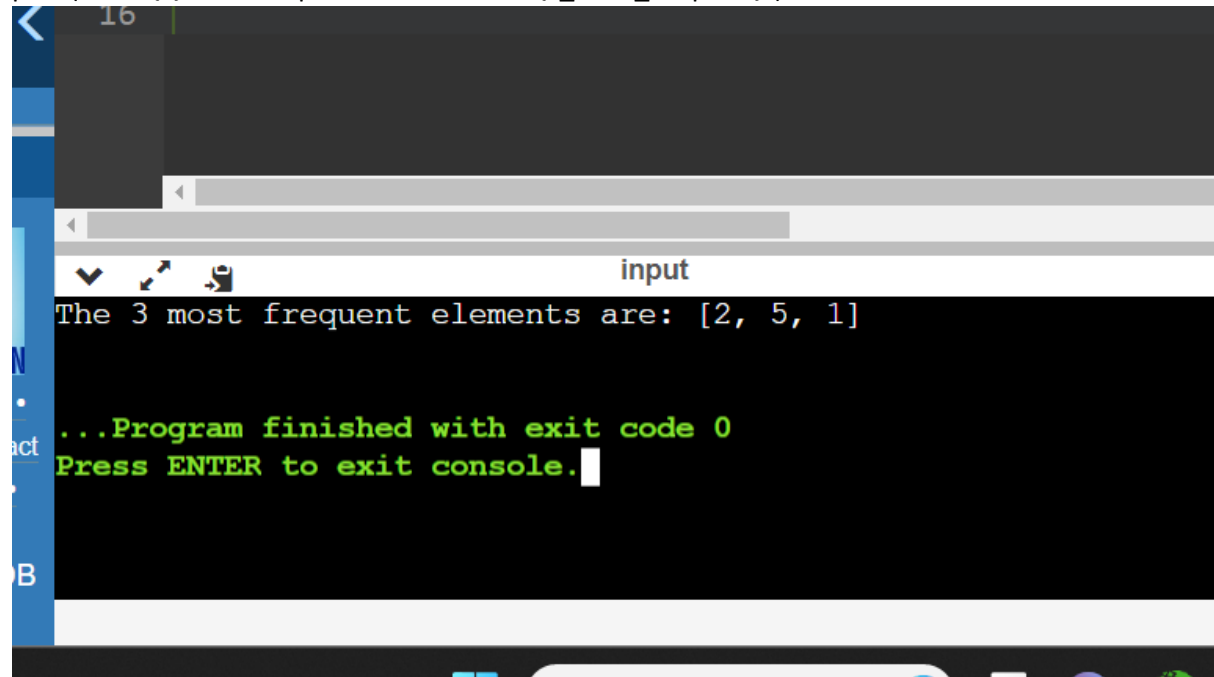 16
input
The 3 most frequent elements are: [2, 5, 1]
N
...Program finished with exit code 0
act
Press ENTER to exit console.
B